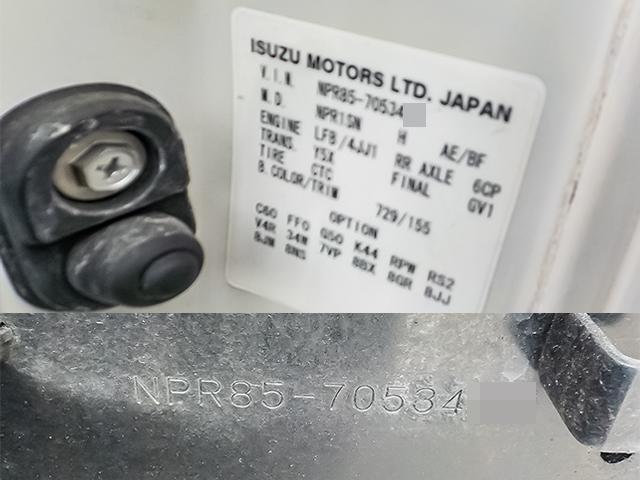 ISUZU MOTORS LTD. JAPAN
V.I.N. NPR85-70534
M.D. NPR1SN H AE/BF
ENGINE LFB/4JJ1 RR AXLE 6CP
TRANS. Y5X FINAL GV1
TIRE CTC
B.COLOR/TRIM 729/155
OPTION
C60 FF0 Q50 K44 RPW RS2
V4R 34W 7VP 8BX 8GR 8JJ
8JW 8NS
NPR85-70534